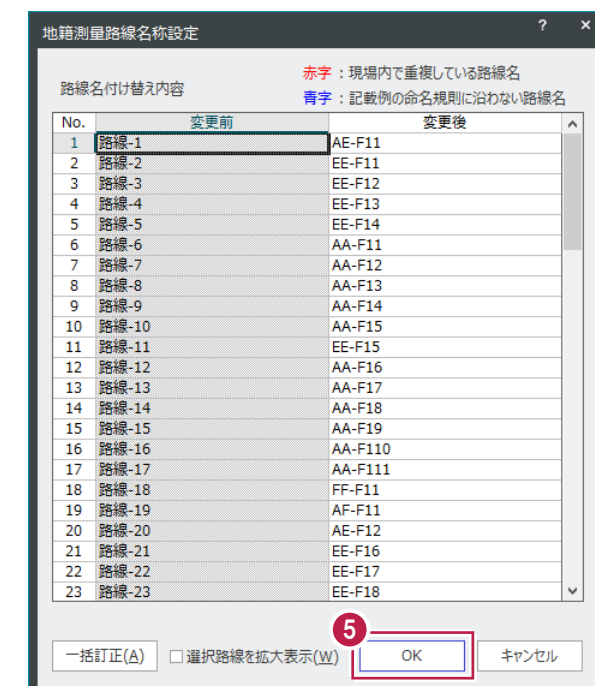 地籍測量路線名称設定 ? ×
赤字 : 現場内で重複している路線名
路線名付け替え内容
青字 : 記載例の命名規則に沿わない路線名
No. 変更前 変更後
1 路線-1 AE-F11
2 路線-2 EE-F11
3 路線-3 EE-F12
4 路線-4 EE-F13
5 路線-5 EE-F14
6 路線-6 AA-F11
7 路線-7 AA-F12
8 路線-8 AA-F13
9 路線-9 AA-F14
10 路線-10 AA-F15
11 路線-11 EE-F15
12 路線-12 AA-F16
13 路線-13 AA-F17
14 路線-14 AA-F18
15 路線-15 AA-F19
16 路線-16 AA-F110
17 路線-17 AA-F111
18 路線-18 FF-F11
19 路線-19 AF-F11
20 路線-20 AE-F12
21 路線-21 EE-F16
22 路線-22 EE-F17
23 路線-23 EE-F18
5
一括訂正(A) 選択路線を拡大表示(W) OK キャンセル